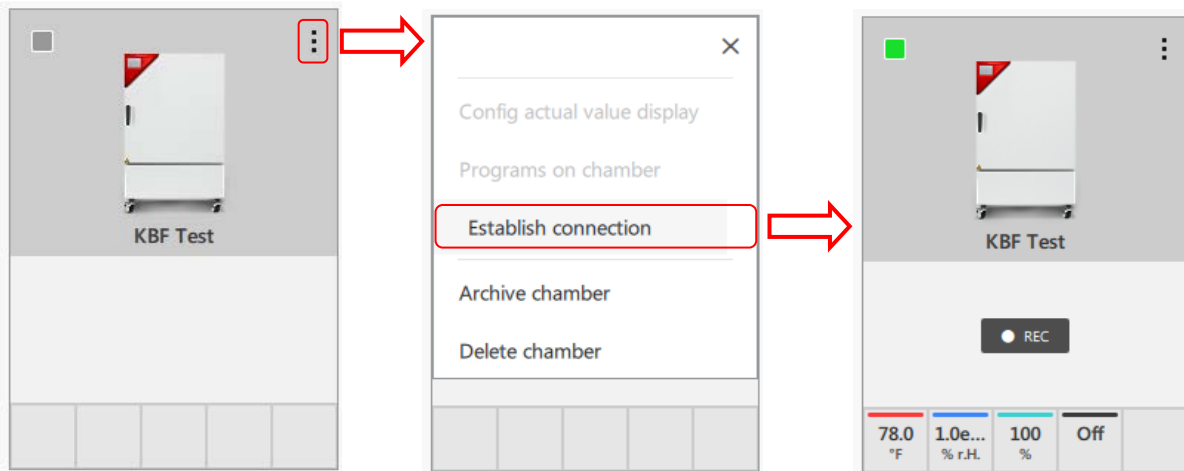 KBF Test
Config actual value display
Programs on chamber
Establish connection
Archive chamber
Delete chamber
KBF Test
REC
78.0 1.0e... 100 Off
°F % r.H. %